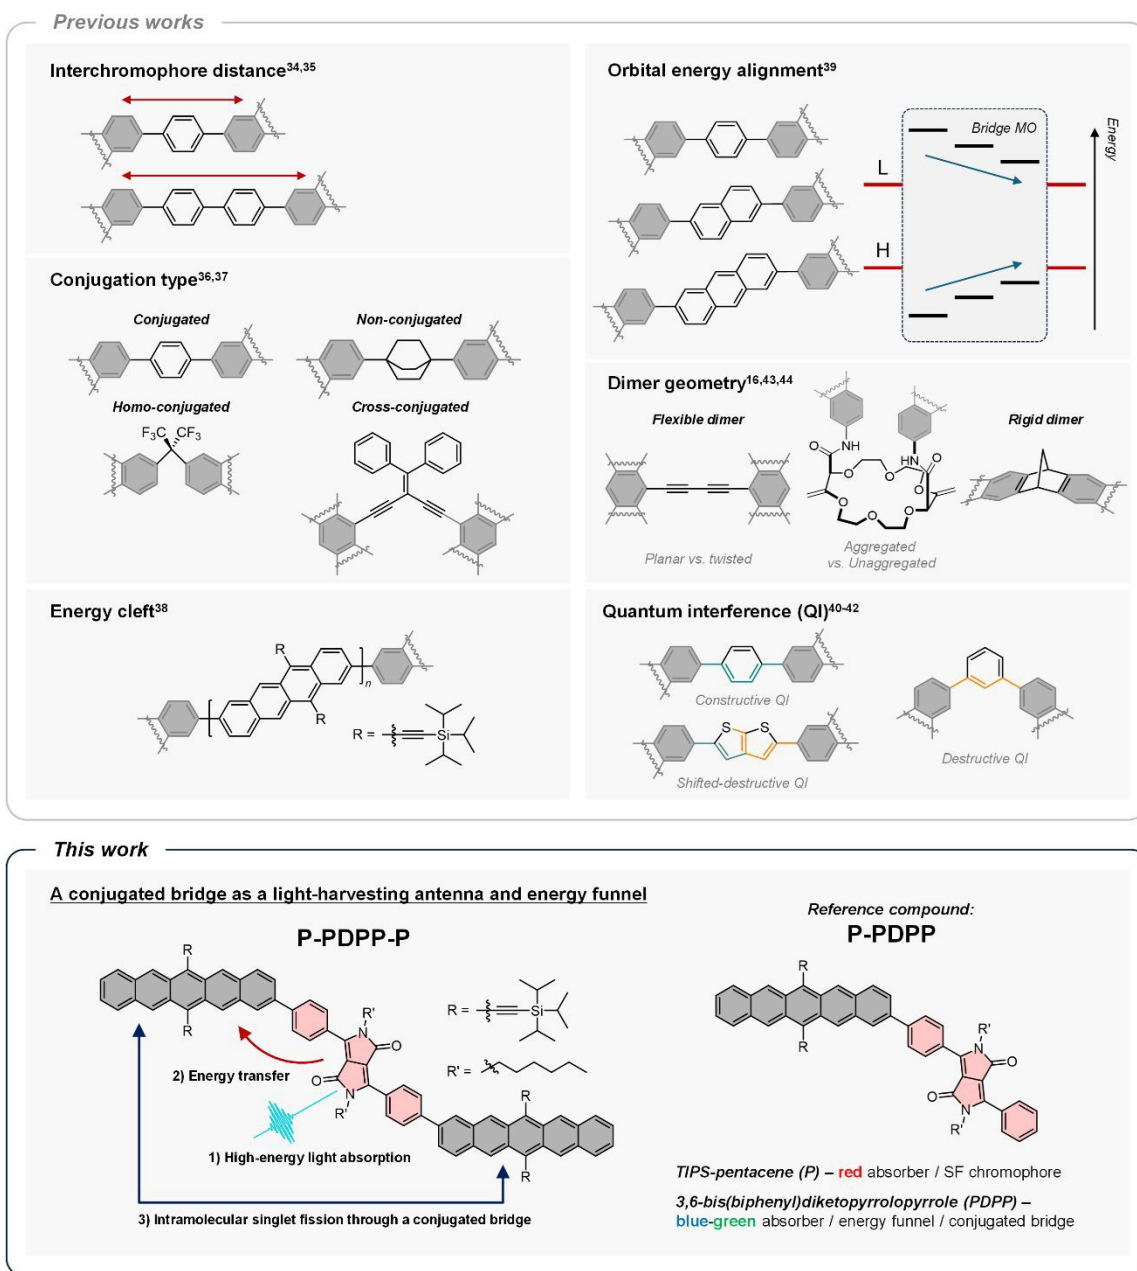 Previous works
Interchromophore distance34,35
Conjugation type36,37
Conjugated
Non-conjugated
Homo-conjugated
Cross-conjugated
F3C
CF3
Energy cleft38
R
n
R
R =
Si
Orbital energy alignment39
Bridge MO
Energy
L
H
Dimer geometry16,43,44
Flexible dimer
Rigid dimer
O
NH
HN
O
O
O
O
O
O
O
Planar vs. twisted
Aggregated
vs. Unaggregated
Quantum interference (QI)40-42
Constructive QI
S
S
Shifted-destructive QI
Destructive QI
This work
A conjugated bridge as a light-harvesting antenna and energy funnel
P-PDPP-P
R
R
R'
N
O
O
N
R'
R =
Si
R' =
2) Energy transfer
1) High-energy light absorption
R
R
3) Intramolecular singlet fission through a conjugated bridge
Reference compound:
P-PDPP
R
R
R'
N
O
O
N
R'
TIPS-pentacene (P) – red absorber / SF chromophore
3,6-bis(biphenyl)diketopyrrolopyrrole (PDPP) –
blue-green absorber / energy funnel / conjugated bridge